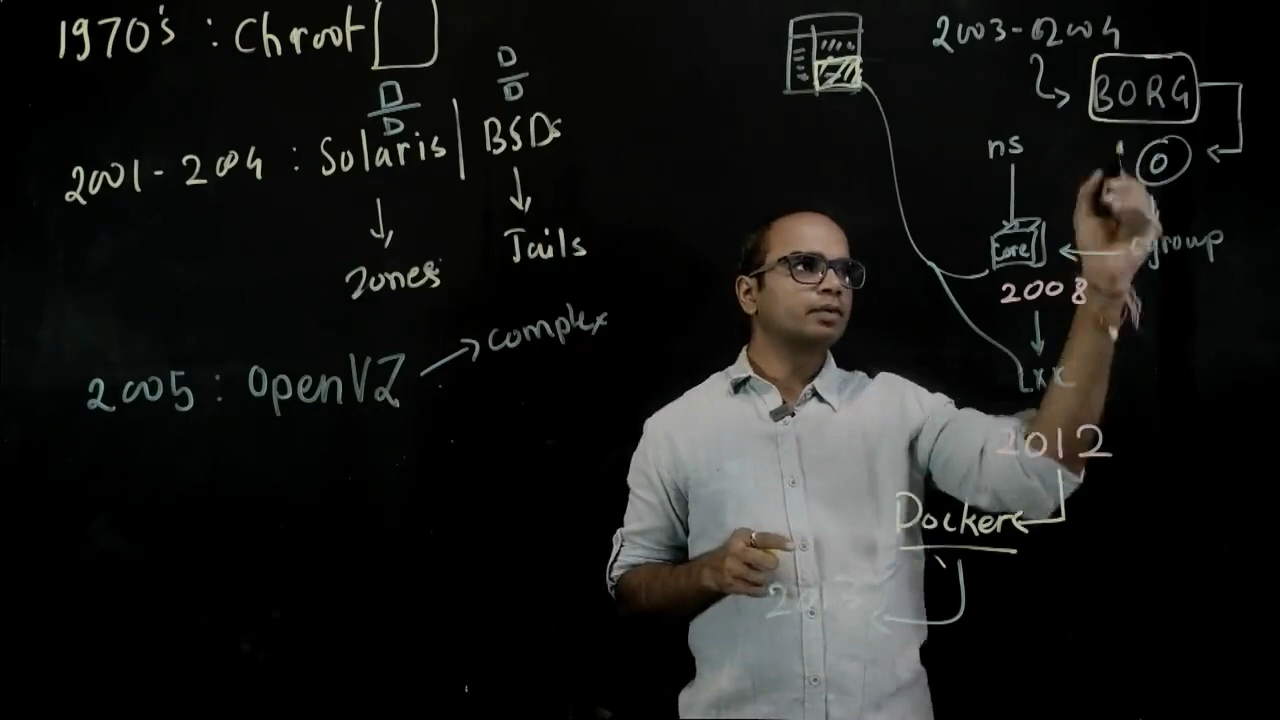 1970's : Chroot
D
D
D
D
2001 - 2004 : Solaris | BSDs
Zones
Jails
2005 : OpenVZ → complex
2003-2004
BORG
ns
O
Core
cgroup
2008
LXC
2012
Docker